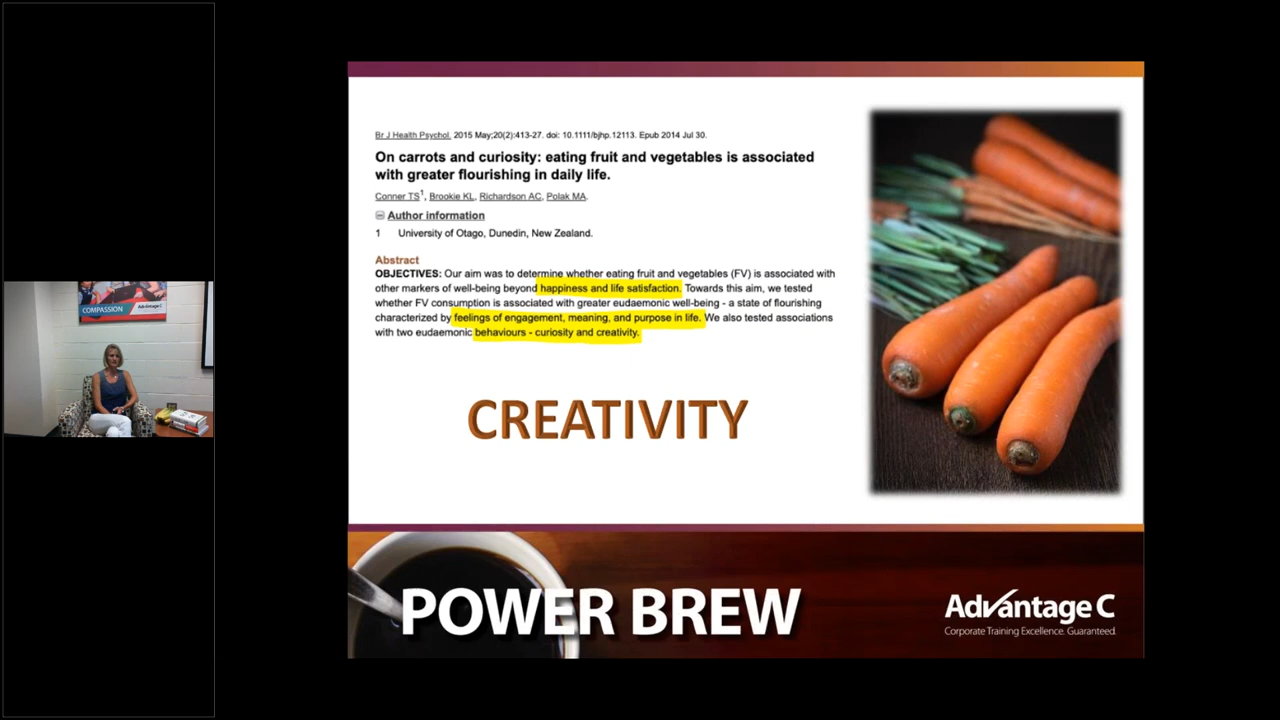 COMPASSION
Advantage C
Br J Health Psychol. 2015 May;20(2):413-27. doi: 10.1111/bjhp.12113. Epub 2014 Jul 30.
On carrots and curiosity: eating fruit and vegetables is associated
with greater flourishing in daily life.
Conner TS1, Brookie KL, Richardson AC, Polak MA.
Author information
1 University of Otago, Dunedin, New Zealand.
Abstract
OBJECTIVES: Our aim was to determine whether eating fruit and vegetables (FV) is associated with
other markers of well-being beyond happiness and life satisfaction. Towards this aim, we tested
whether FV consumption is associated with greater eudaemonic well-being - a state of flourishing
characterized by feelings of engagement, meaning, and purpose in life. We also tested associations
with two eudaemonic behaviours - curiosity and creativity.
CREATIVITY
POWER BREW
Advantage C
Corporate Training Excellence. Guaranteed.